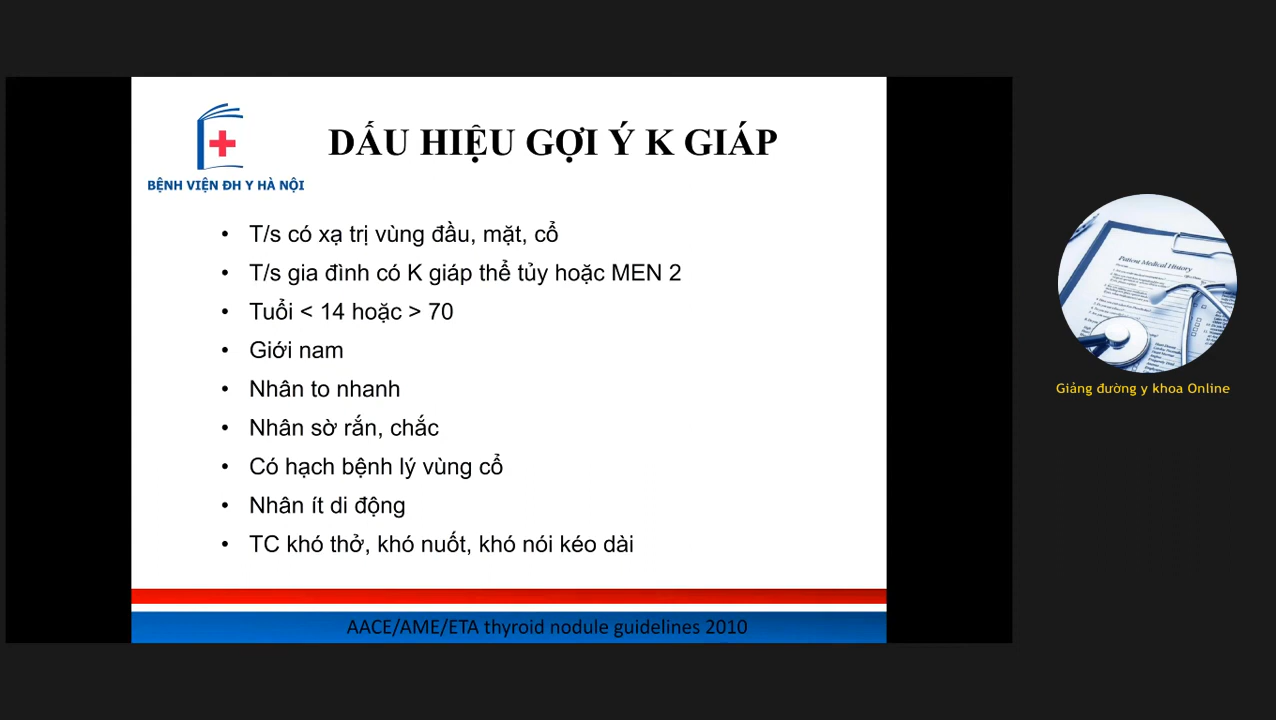 DẤU HIỆU GỢI Ý K GIÁP
BỆNH VIỆN ĐH Y HÀ NỘI
• T/s có xạ trị vùng đầu, mặt, cổ
• T/s gia đình có K giáp thể tủy hoặc MEN 2
• Tuổi < 14 hoặc > 70
• Giới nam
• Nhân to nhanh
• Nhân sờ rắn, chắc
• Có hạch bệnh lý vùng cổ
• Nhân ít di động
• TC khó thở, khó nuốt, khó nói kéo dài
AACE/AME/ETA thyroid nodule guidelines 2010
Patient Medical History
Giảng đường y khoa Online